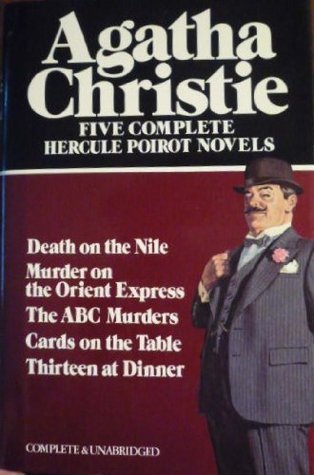 Agatha
Christie
FIVE COMPLETE
HERCULE POIROT NOVELS
Death on the Nile
Murder on
the Orient Express
The ABC Murders
Cards on the Table
Thirteen at Dinner
COMPLETE & UNABRIDGED